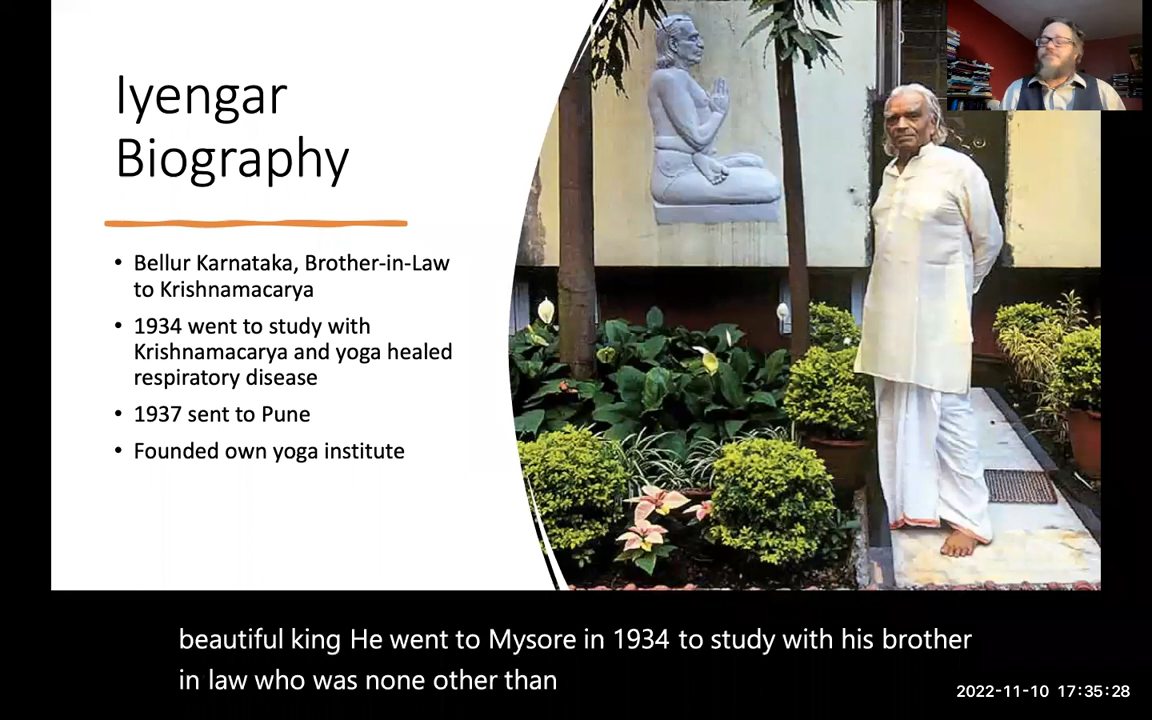 Iyengar
Biography
• Bellur Karnataka, Brother-in-Law
to Krishnamacarya
• 1934 went to study with
Krishnamacarya and yoga healed
respiratory disease
• 1937 sent to Pune
• Founded own yoga institute
beautiful king He went to Mysore in 1934 to study with his brother
in law who was none other than
2022-11-10 17:35:28